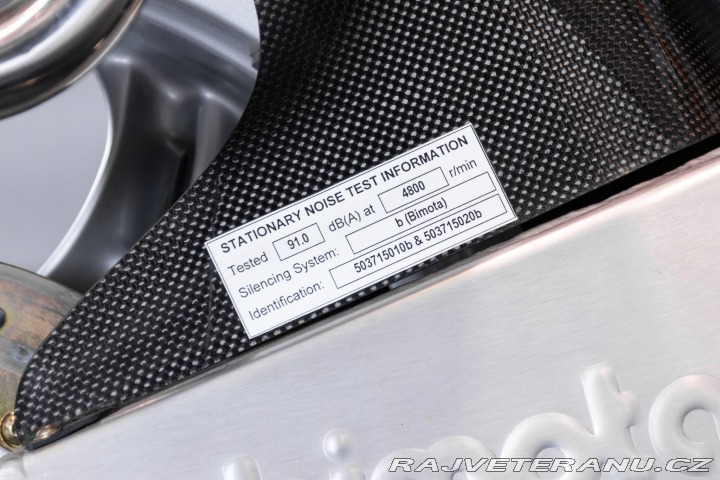 STATIONARY NOISE TEST INFORMATION
Tested 91.0 dB(A) at 4800 r/min
Silencing System: b (Bimota)
Identification: 503715010b & 503715020b
bimota
RAJVETERANU.CZ